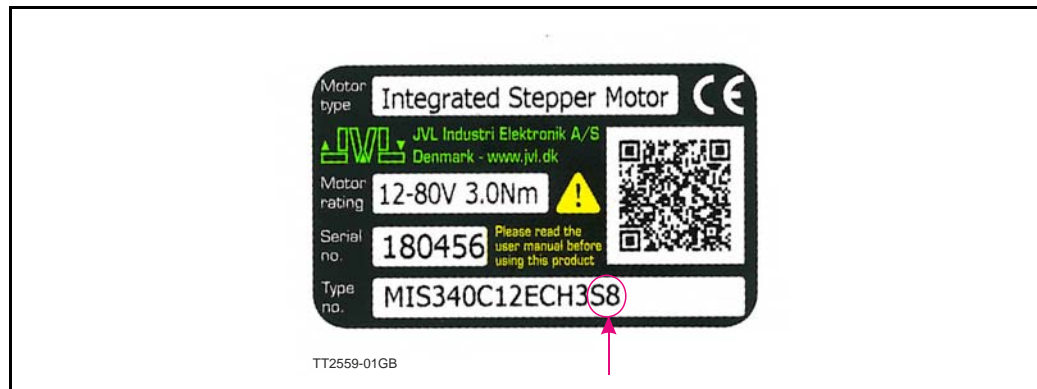 Motor type Integrated Stepper Motor CE
JVL JVL Industri Elektronik A/S
Denmark - www.jvl.dk
Motor rating 12-80V 3.0Nm
Serial no. 180456 Please read the
user manual before
using this product
Type no. MIS340C12ECH3S8
TT2559-01GB